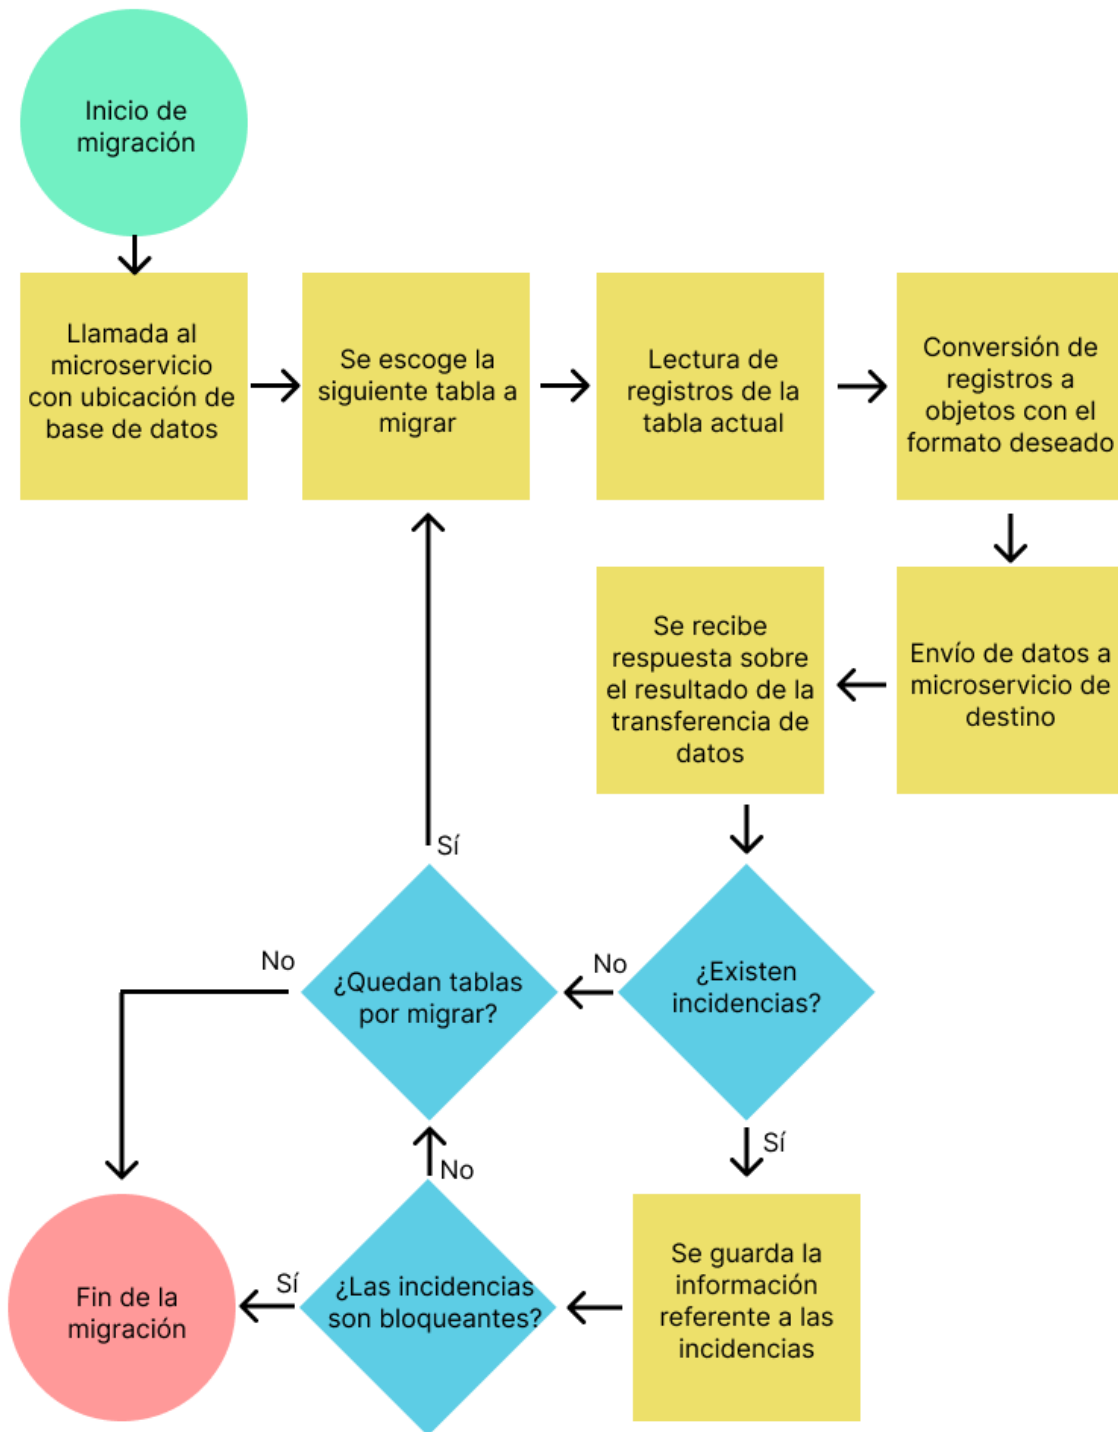 Inicio de
migración
Llamada al
microservicio
con ubicación de
base de datos
Se escoge la
siguiente tabla a
migrar
Lectura de
registros de la
tabla actual
Conversión de
registros a
objetos con el
formato deseado
Envío de datos a
microservicio de
destino
Se recibe
respuesta sobre
el resultado de la
transferencia de
datos
¿Existen
incidencias?
No
Sí
¿Quedan tablas
por migrar?
Sí
No
Se guarda la
información
referente a las
incidencias
¿Las incidencias
son bloqueantes?
No
Sí
Fin de la
migración